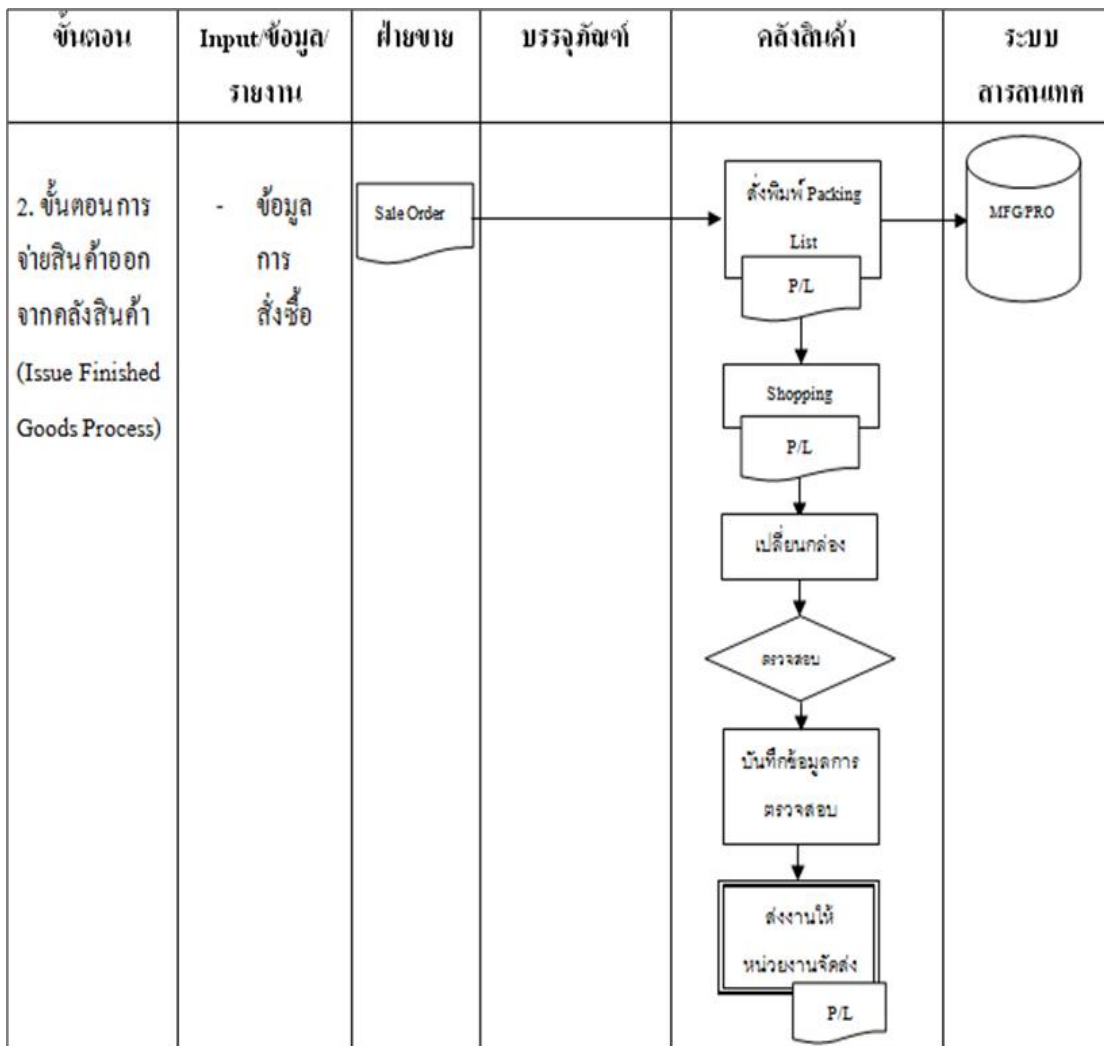 ขั้นตอน
Input/ข้อมูล/
รายงาน
ฝ่ายขาย
บรรจุภัณฑ์
คลังสินค้า
ระบบ
สารสนเทศ
2. ขั้นตอนการ
จ่ายสินค้าออก
จากคลังสินค้า
(Issue Finished
Goods Process)
- ข้อมูล
การ
สั่งซื้อ
Sale Order
สั่งพิมพ์ Packing
List
P/L
MFG/PRO
Shopping
P/L
เปลี่ยนกล่อง
ตรวจสอบ
บันทึกข้อมูลการ
ตรวจสอบ
ส่งงานให้
หน่วยงานจัดส่ง
P/L